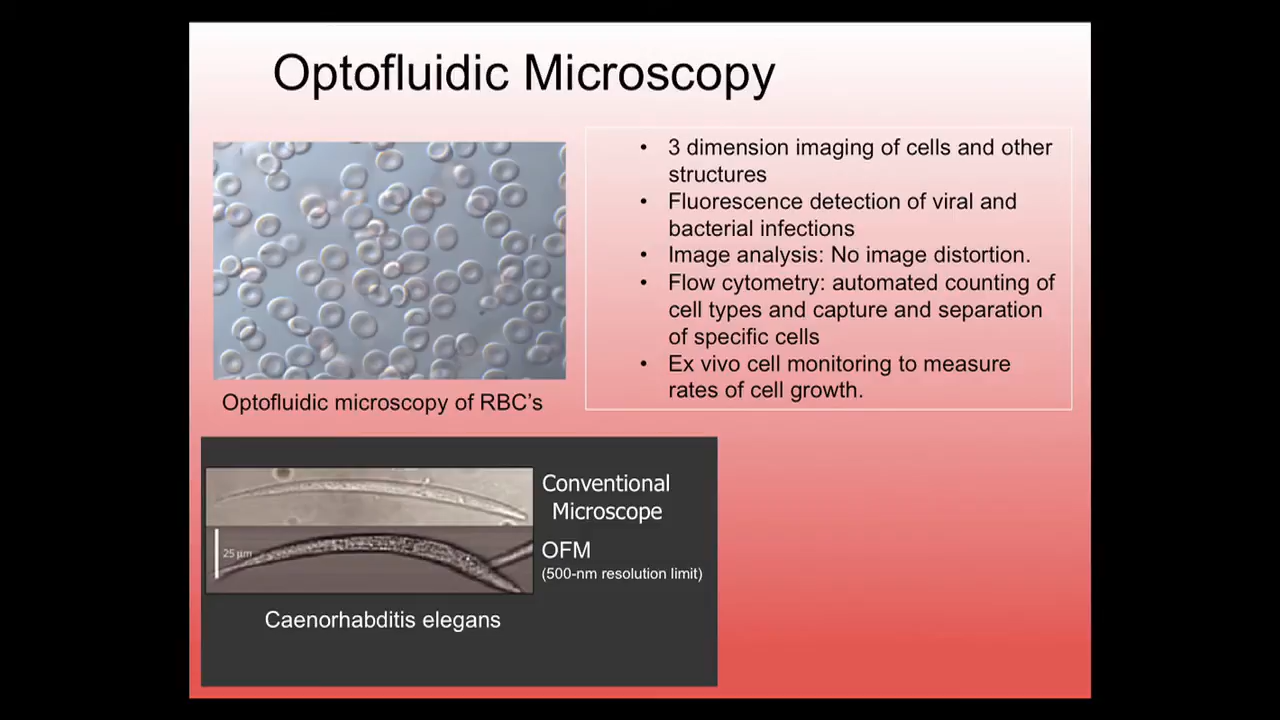 Optofluidic Microscopy
• 3 dimension imaging of cells and other
structures
• Fluorescence detection of viral and
bacterial infections
• Image analysis: No image distortion.
• Flow cytometry: automated counting of
cell types and capture and separation
of specific cells
• Ex vivo cell monitoring to measure
rates of cell growth.
Optofluidic microscopy of RBC's
Conventional
Microscope
25 µm
OFM
(500-nm resolution limit)
Caenorhabditis elegans